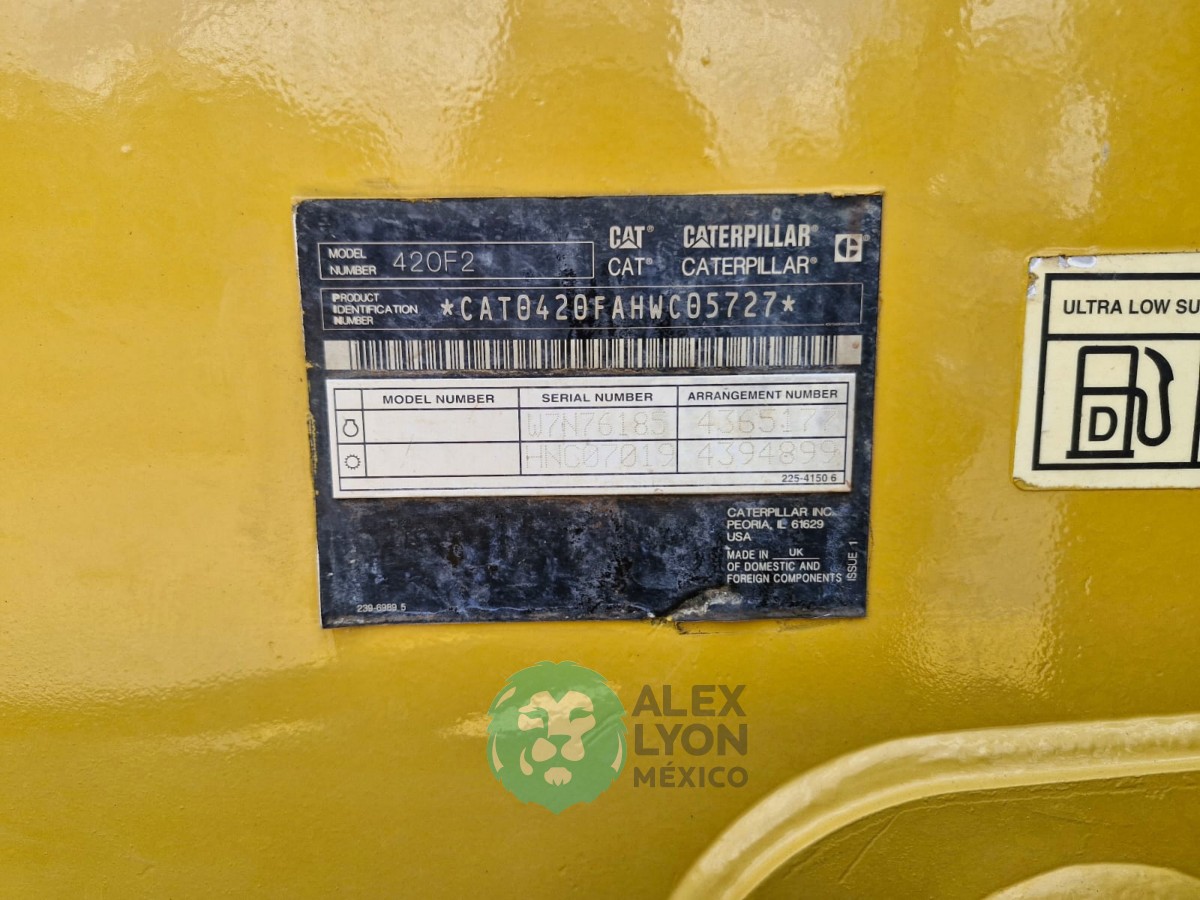 CAT® CATERPILLAR®
MODEL NUMBER 420F2
CAT® CATERPILLAR®
PRODUCT IDENTIFICATION NUMBER *CAT0420FAHWC05727*
MODEL NUMBER SERIAL NUMBER ARRANGEMENT NUMBER
W7N76185 4365177
HNG07019 4394899
225-4150 6
CATERPILLAR INC.
PEORIA, IL 61629
USA
MADE IN UK
OF DOMESTIC AND
FOREIGN COMPONENTS
ISSUE 1
239-6989 5
ULTRA LOW SU
D
ALEX
LYON
MÉXICO